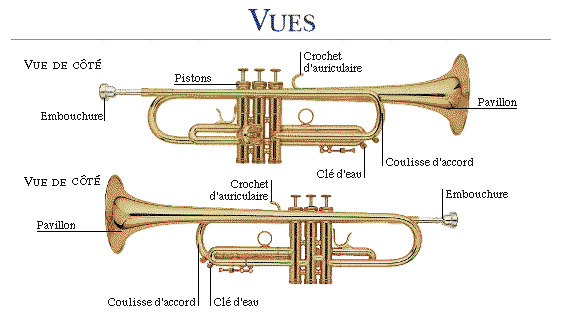 VUES
VUE DE CÔTÉ
Crochet
d'auriculaire
Pistons
Embouchure
Pavillon
Coulisse d'accord
Clé d'eau
VUE DE CÔTÉ
Crochet
d'auriculaire
Embouchure
Pavillon
Coulisse d'accord
Clé d'eau